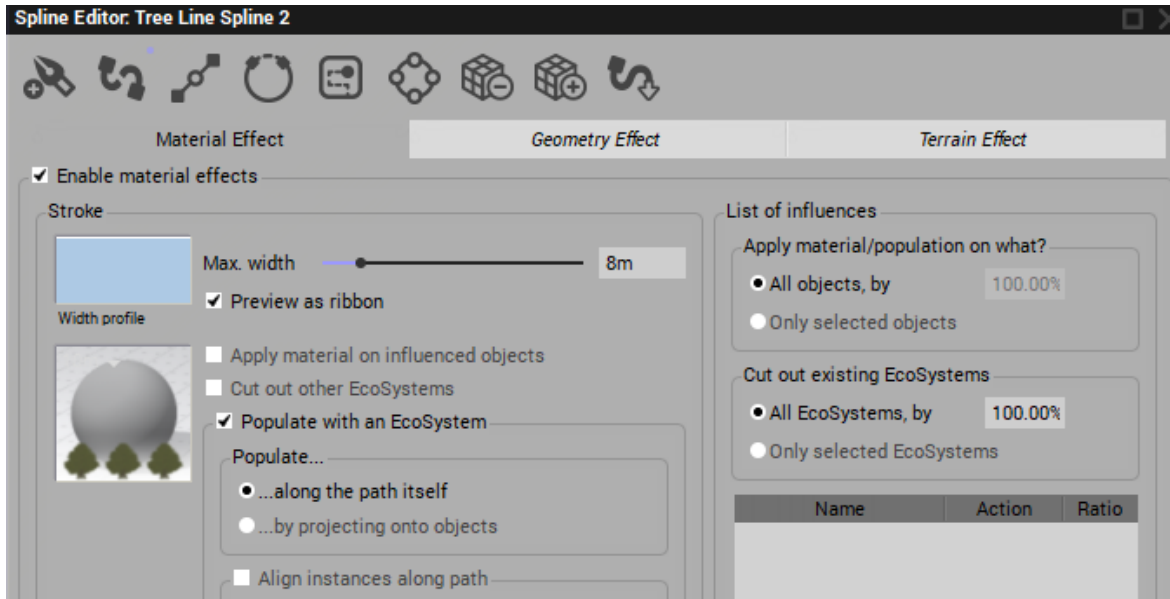 Spline Editor: Tree Line Spline 2
Material Effect
Geometry Effect
Terrain Effect
Enable material effects
Stroke
Max. width
8m
Preview as ribbon
Width profile
Apply material on influenced objects
Cut out other EcoSystems
Populate with an EcoSystem
Populate...
...along the path itself
...by projecting onto objects
Align instances along path
List of influences
Apply material/population on what?
All objects, by
100.00%
Only selected objects
Cut out existing EcoSystems
All EcoSystems, by
100.00%
Only selected EcoSystems
Name
Action
Ratio